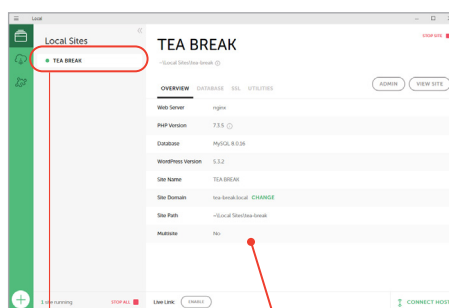 Local
Local Sites
TEA BREAK
TEA BREAK
~\Local Sites\tea-break
STOP SITE
OVERVIEW DATABASE SSL UTILITIES
ADMIN VIEW SITE
Web Server nginx
PHP Version 7.3.5
Database MySQL 8.0.16
WordPress Version 5.3.2
Site Name TEA BREAK
Site Domain tea-break.local CHANGE
Site Path ~\Local Sites\tea-break
Multisite No
site running STOP ALL Live Link ENABLE CONNECT HOST